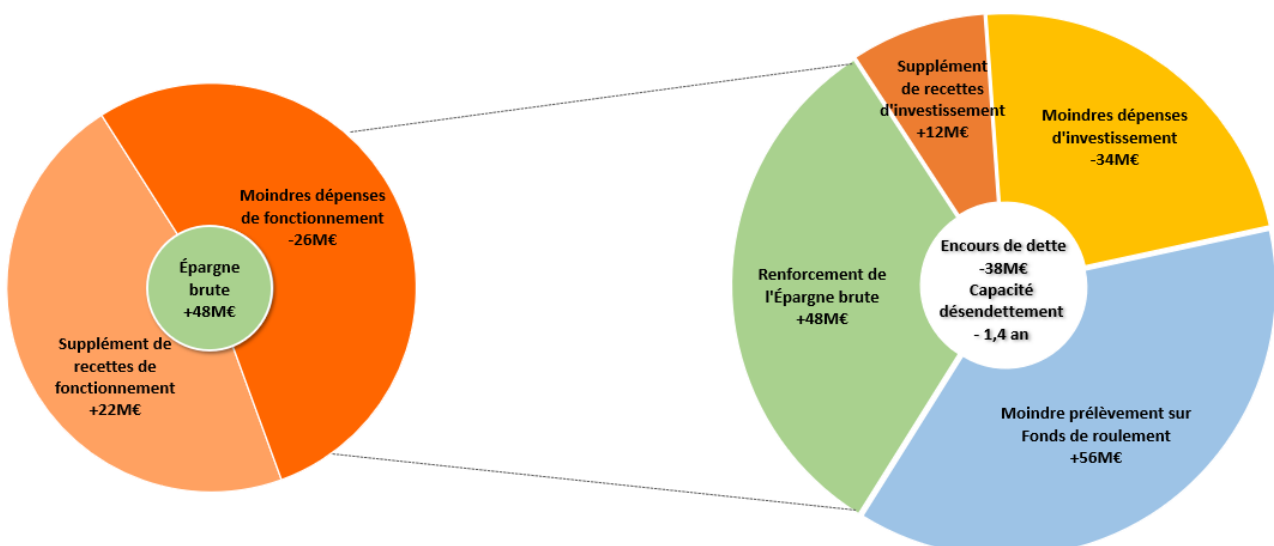 Moindres dépenses
de fonctionnement
-26M€
Épargne
brute
+48M€
Supplément de
recettes de
fonctionnement
+22M€
Supplément
de recettes
d'investissement
+12M€
Moindres dépenses
d'investissement
-34M€
Renforcement de
l'Épargne brute
+48M€
Encours de dette
-38M€
Capacité
désendettement
- 1,4 an
Moindre prélèvement sur
Fonds de roulement
+56M€